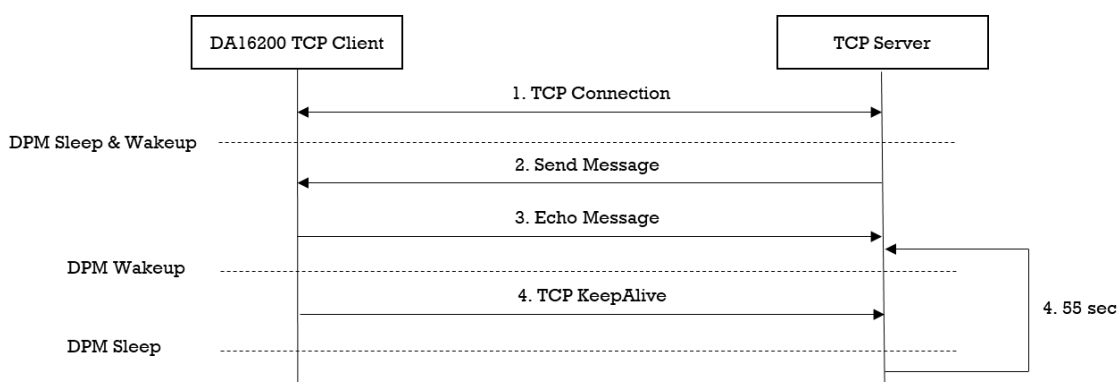 DA16200 TCP Client
TCP Server
1. TCP Connection
DPM Sleep & Wakeup
2. Send Message
3. Echo Message
DPM Wakeup
4. TCP KeepAlive
4. 55 sec
DPM Sleep